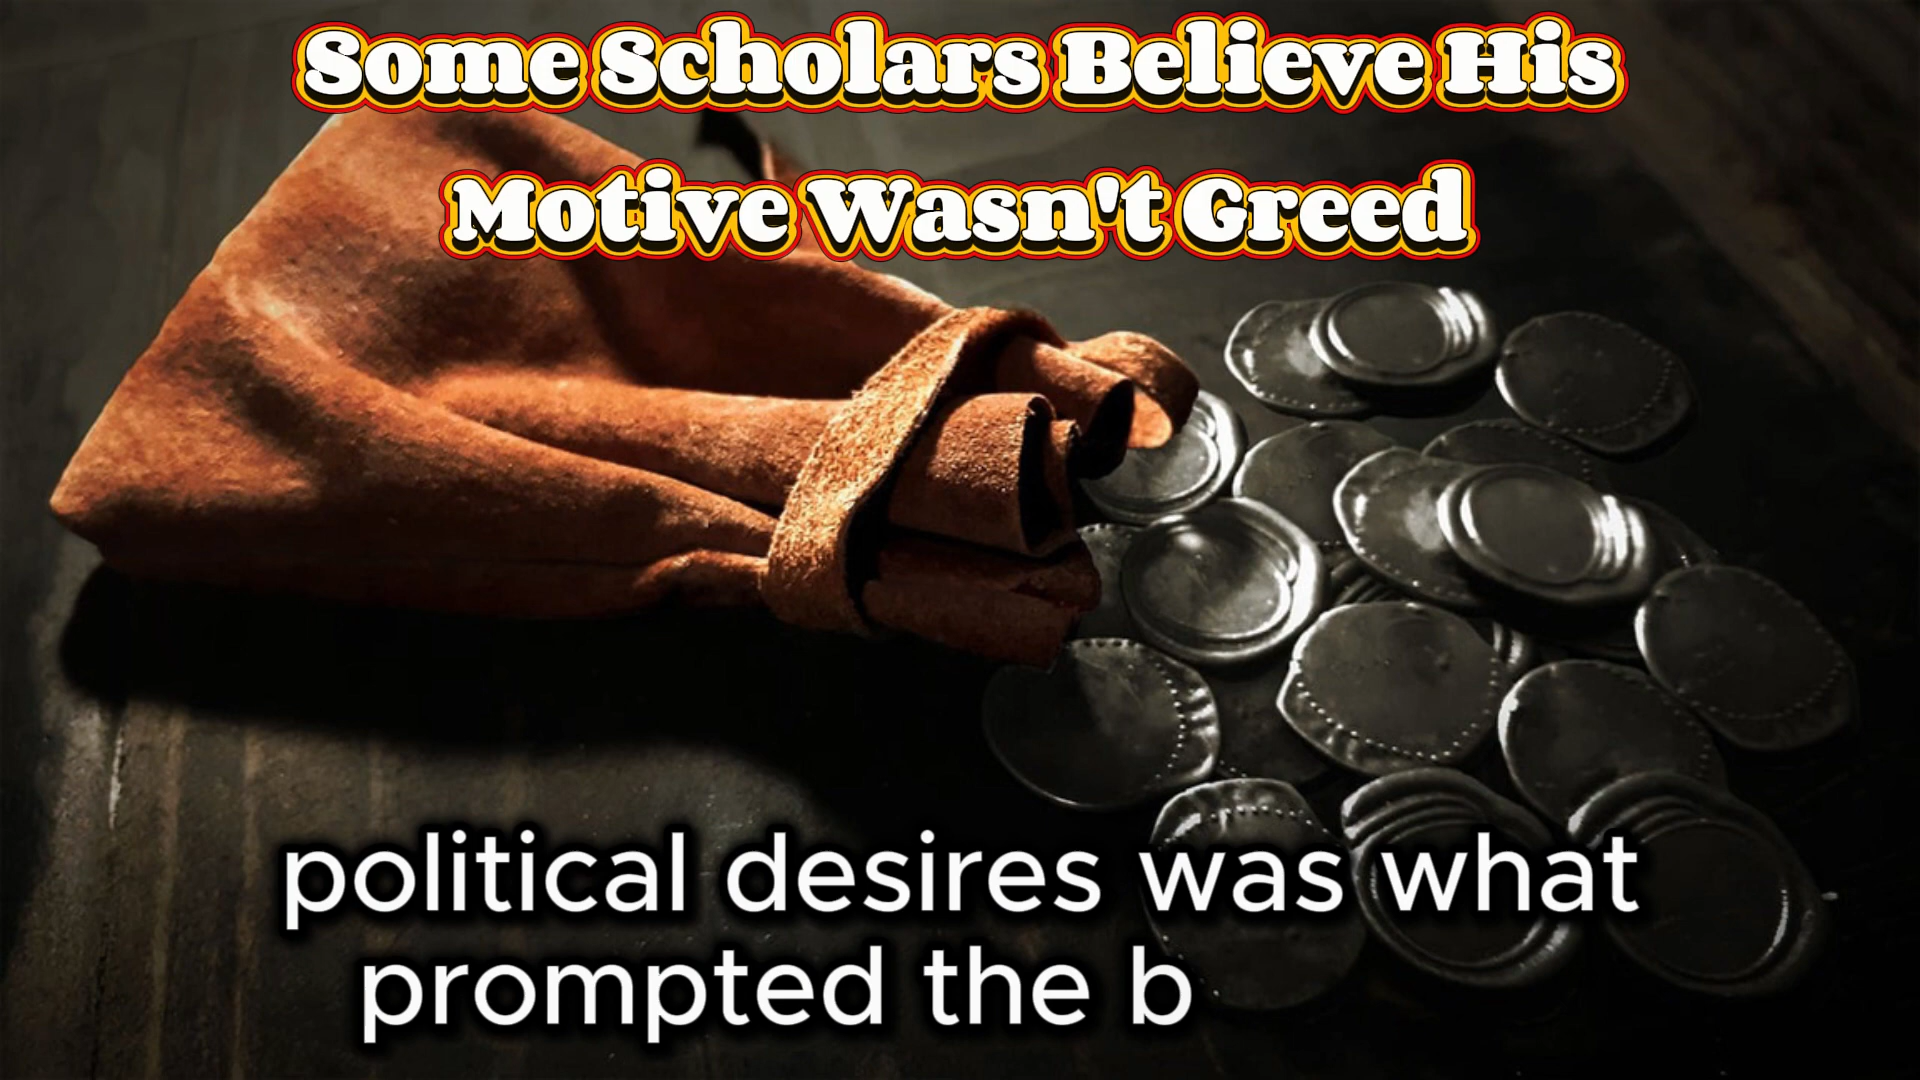 Some Scholars Believe His
Motive Wasn't Greed
political desires was what
prompted the b